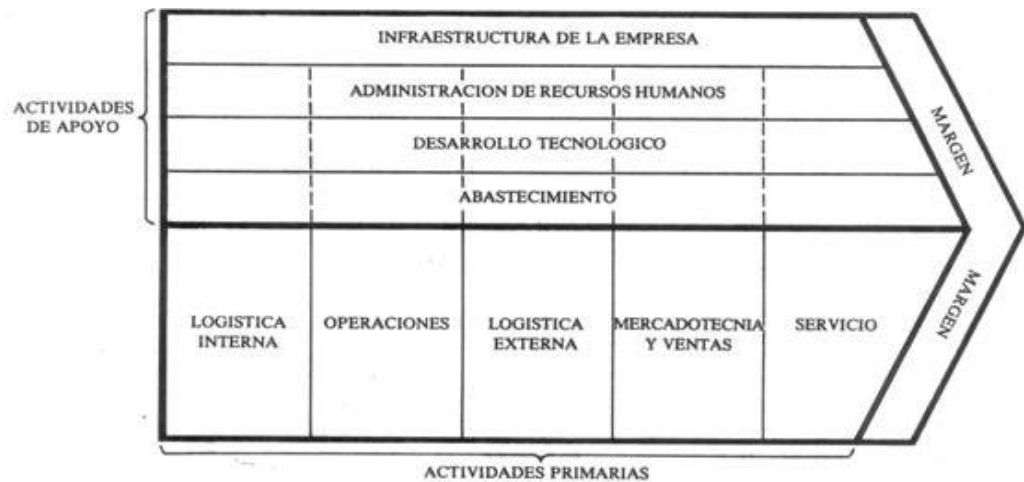 INFRAESTRUCTURA DE LA EMPRESA
ADMINISTRACION DE RECURSOS HUMANOS
ACTIVIDADES
DE APOYO
DESARROLLO TECNOLOGICO
ABASTECIMIENTO
MARGEN
LOGISTICA
INTERNA
OPERACIONES
LOGISTICA
EXTERNA
MERCADOTECNIA
Y VENTAS
SERVICIO
MARGEN
ACTIVIDADES PRIMARIAS